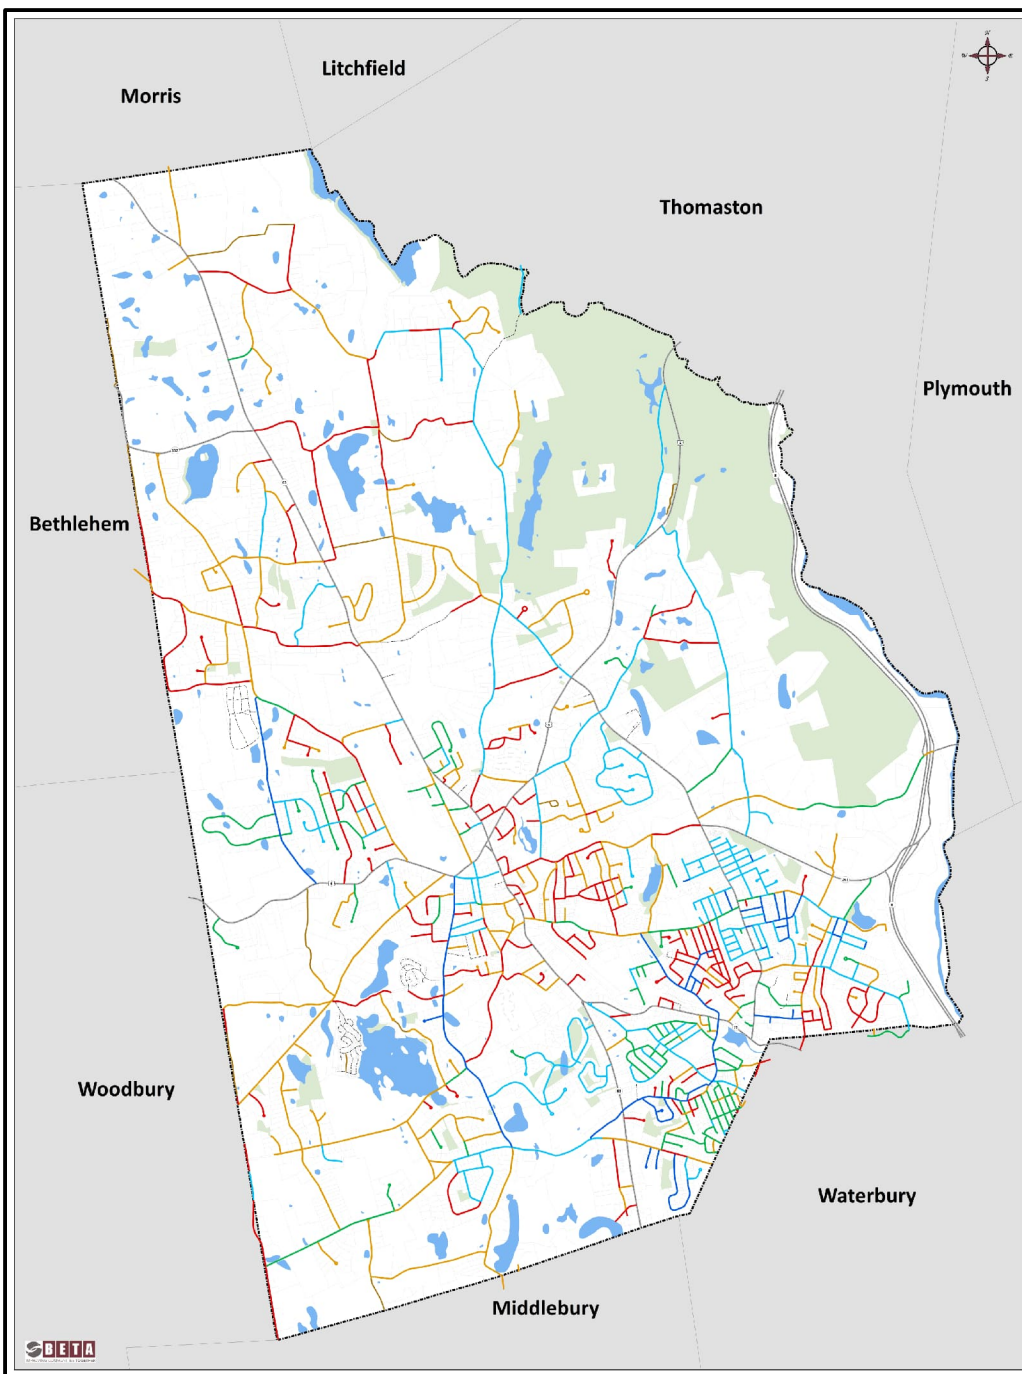 N
W
E
S
Litchfield
Morris
Thomaston
Plymouth
Bethlehem
Woodbury
Waterbury
Middlebury
BETA